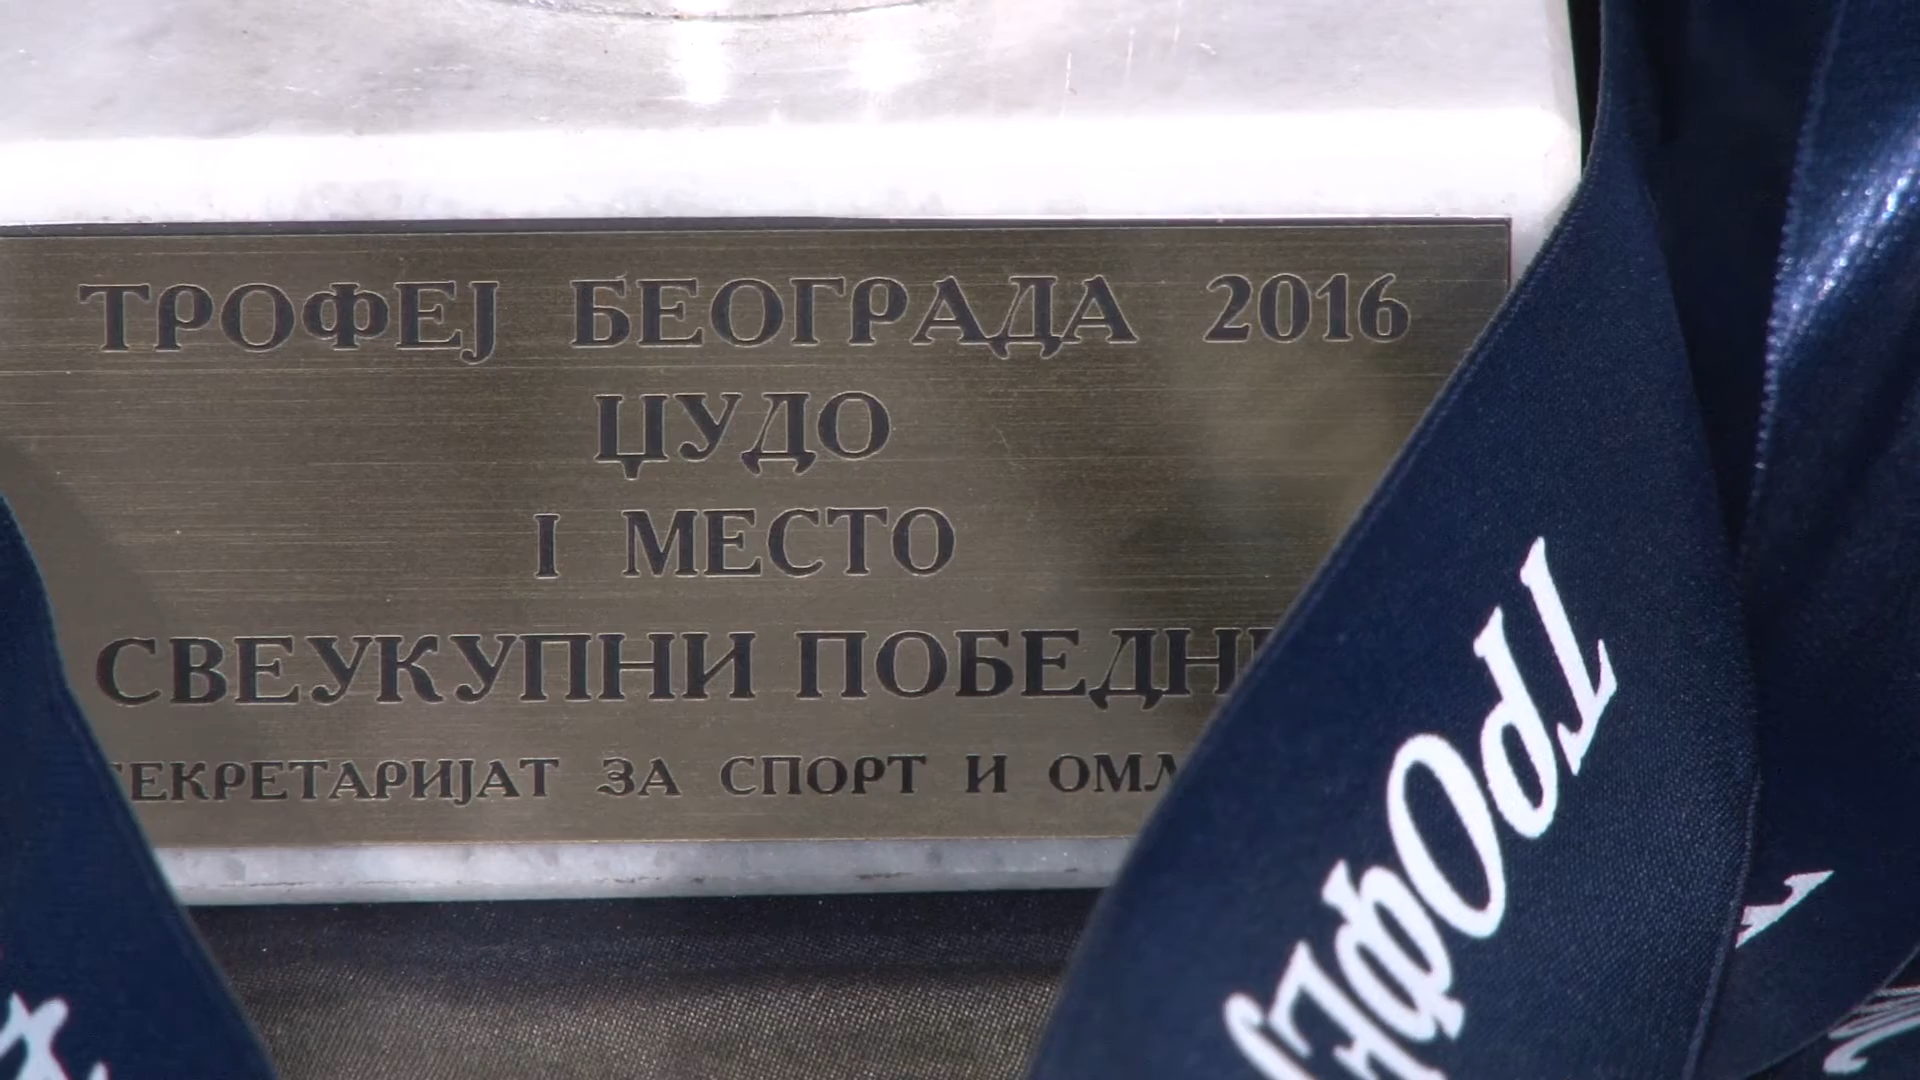 ТРОФЕЈ БЕОГРАДА 2016
ЏУДО
I МЕСТО
СВЕУКУПНИ
ЗА СПОРТ И
ТРОФЕЈ